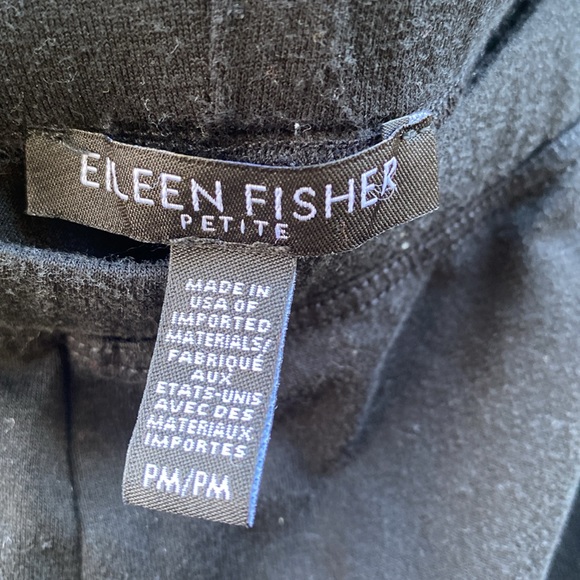 EILEEN FISHER
PETITE
MADE IN
USA OF
IMPORTED
MATERIALS/
FABRIQUÉ
AUX
ETATS-UNIS
AVEC DES
MATERIAUX
IMPORTES
PM/PM